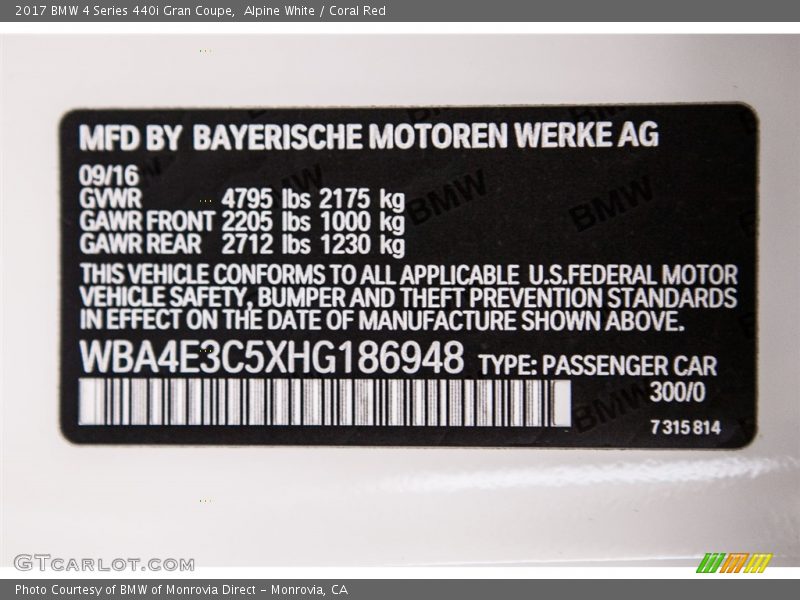 2017 BMW 4 Series 440i Gran Coupe,  Alpine White / Coral Red
MFD BY BAYERISCHE MOTOREN WERKE AG
09/16
GVWR 4795 lbs 2175 kg
GAWR FRONT 2205 lbs 1000 kg
GAWR REAR 2712 lbs 1230 kg
THIS VEHICLE CONFORMS TO ALL APPLICABLE U.S.FEDERAL MOTOR
VEHICLE SAFETY, BUMPER AND THEFT PREVENTION STANDARDS
IN EFFECT ON THE DATE OF MANUFACTURE SHOWN ABOVE.
WBA4E3C5XHG186948 TYPE: PASSENGER CAR
300/0
7 315 814
BMW BMW
BMW
GTCARLOT.COM
Photo Courtesy of BMW of Monrovia Direct – Monrovia, CA